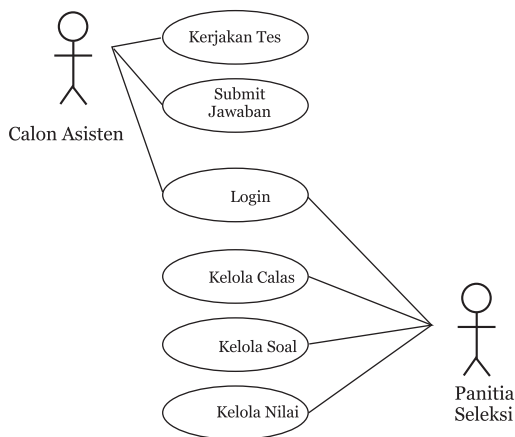 Kerjakan Tes
Submit
Jawaban
Calon Asisten
Login
Kelola Calas
Kelola Soal
Kelola Nilai
Panitia
Seleksi